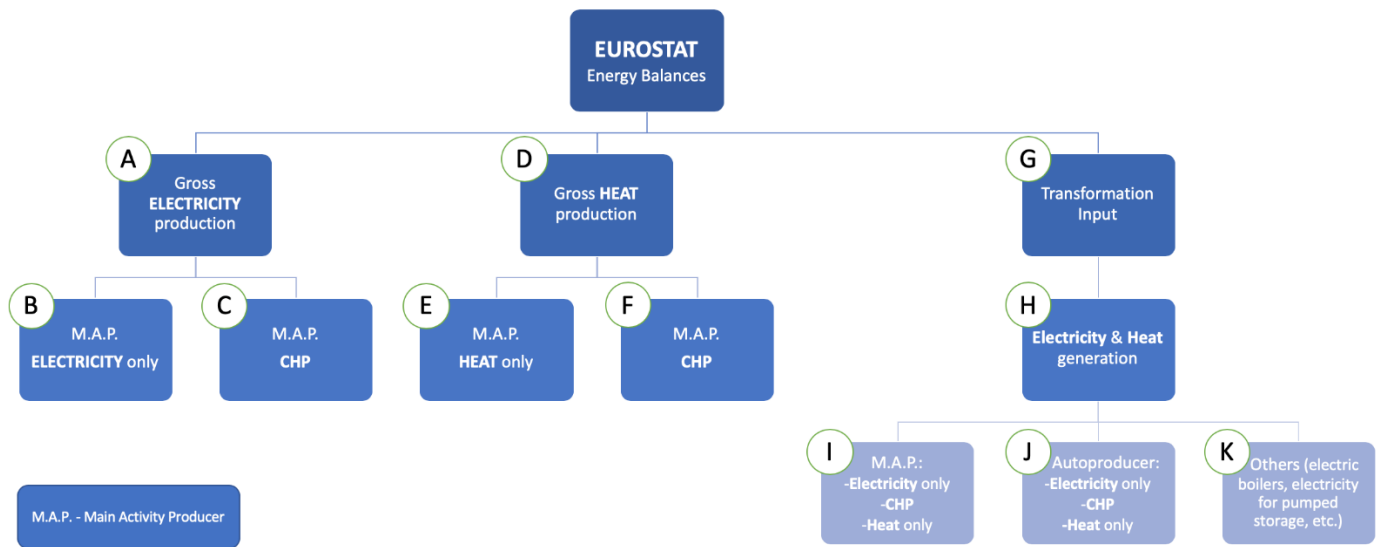 EUROSTAT
Energy Balances
A
Gross
ELECTRICITY
production
D
Gross HEAT
production
G
Transformation
Input
B
M.A.P.
ELECTRICITY only
C
M.A.P.
CHP
E
M.A.P.
HEAT only
F
M.A.P.
CHP
H
Electricity & Heat
generation
I
M.A.P.:
-Electricity only
-CHP
-Heat only
J
Autoproducer:
-Electricity only
-CHP
-Heat only
K
Others (electric
boilers, electricity
for pumped
storage, etc.)
M.A.P. - Main Activity Producer